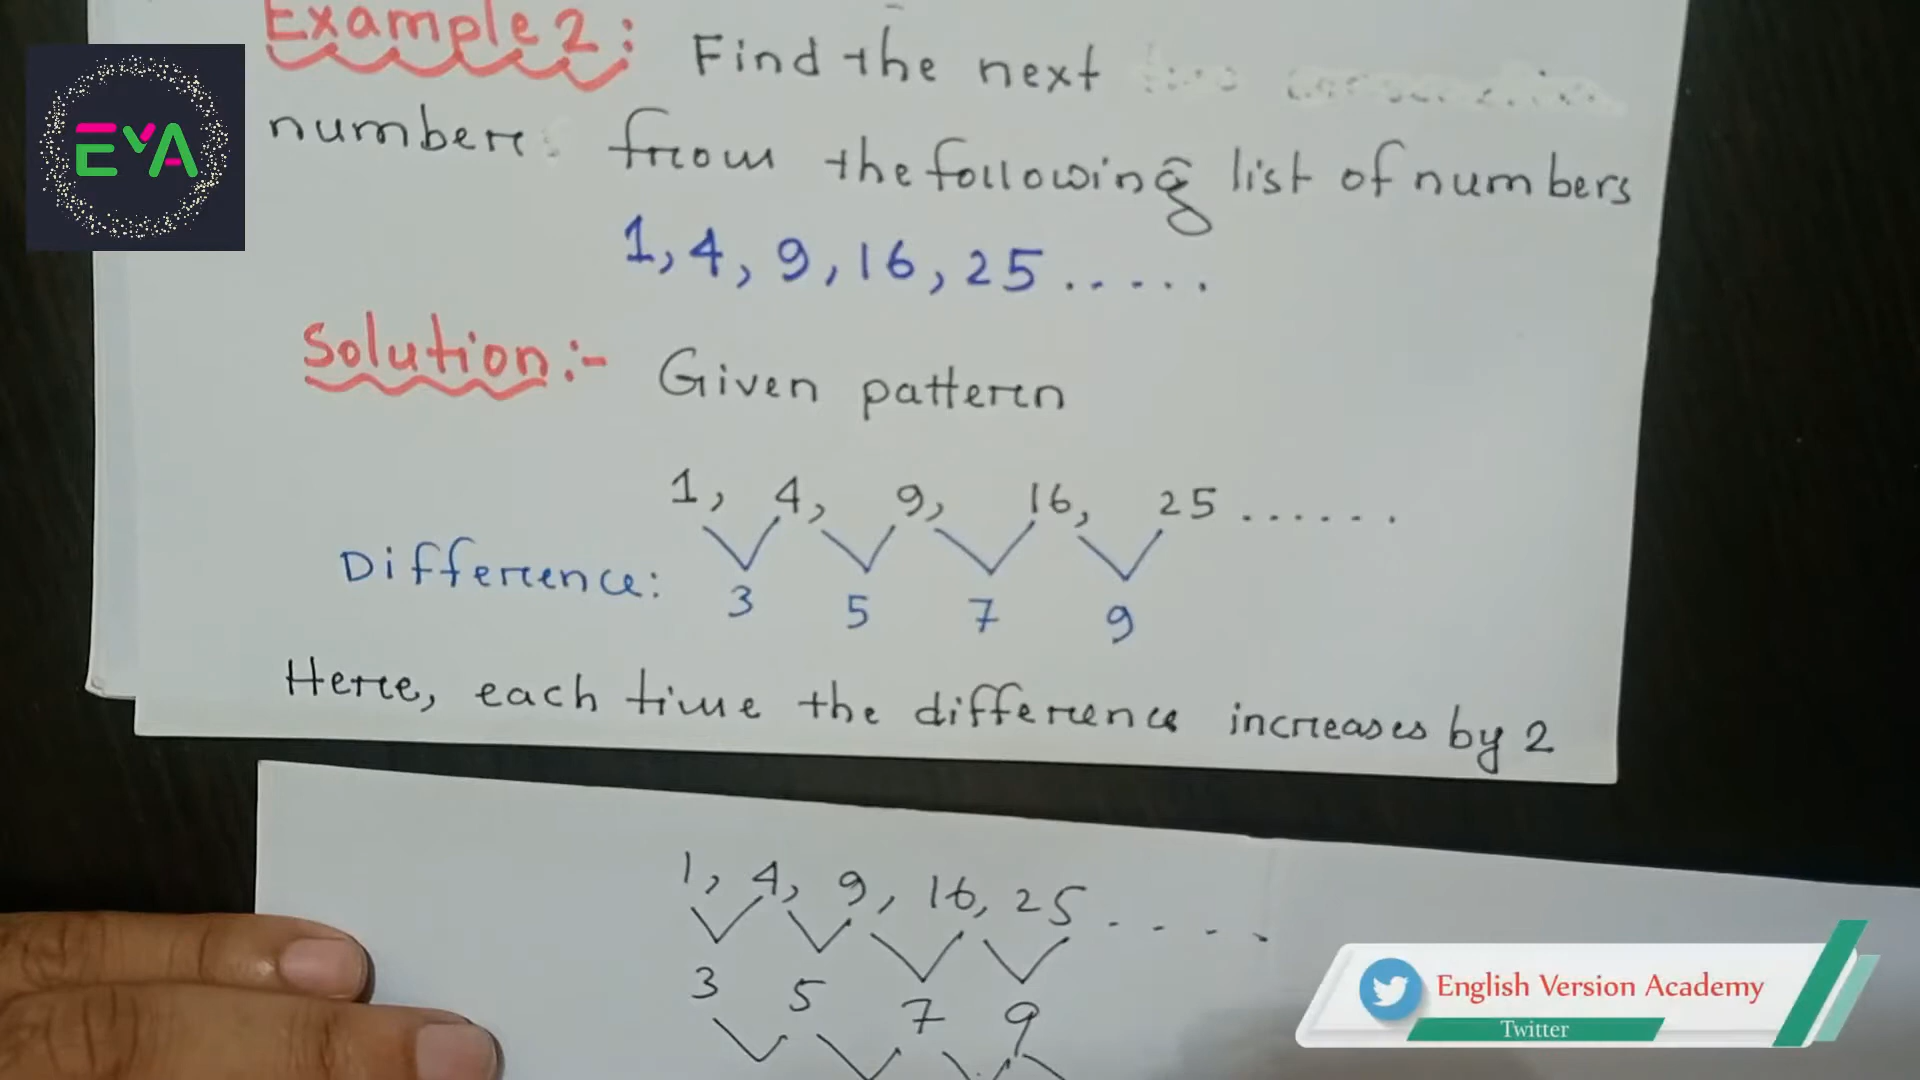 Example 2: Find the next
number from the following list of numbers
1, 4, 9, 16, 25.....
Solution:- Given pattern
1, 4, 9, 16, 25......
Difference: 3 5 7 9
Here, each time the difference increases by 2
1, 4, 9, 16, 25....
3 5 7 9
EYA
English Version Academy
Twitter